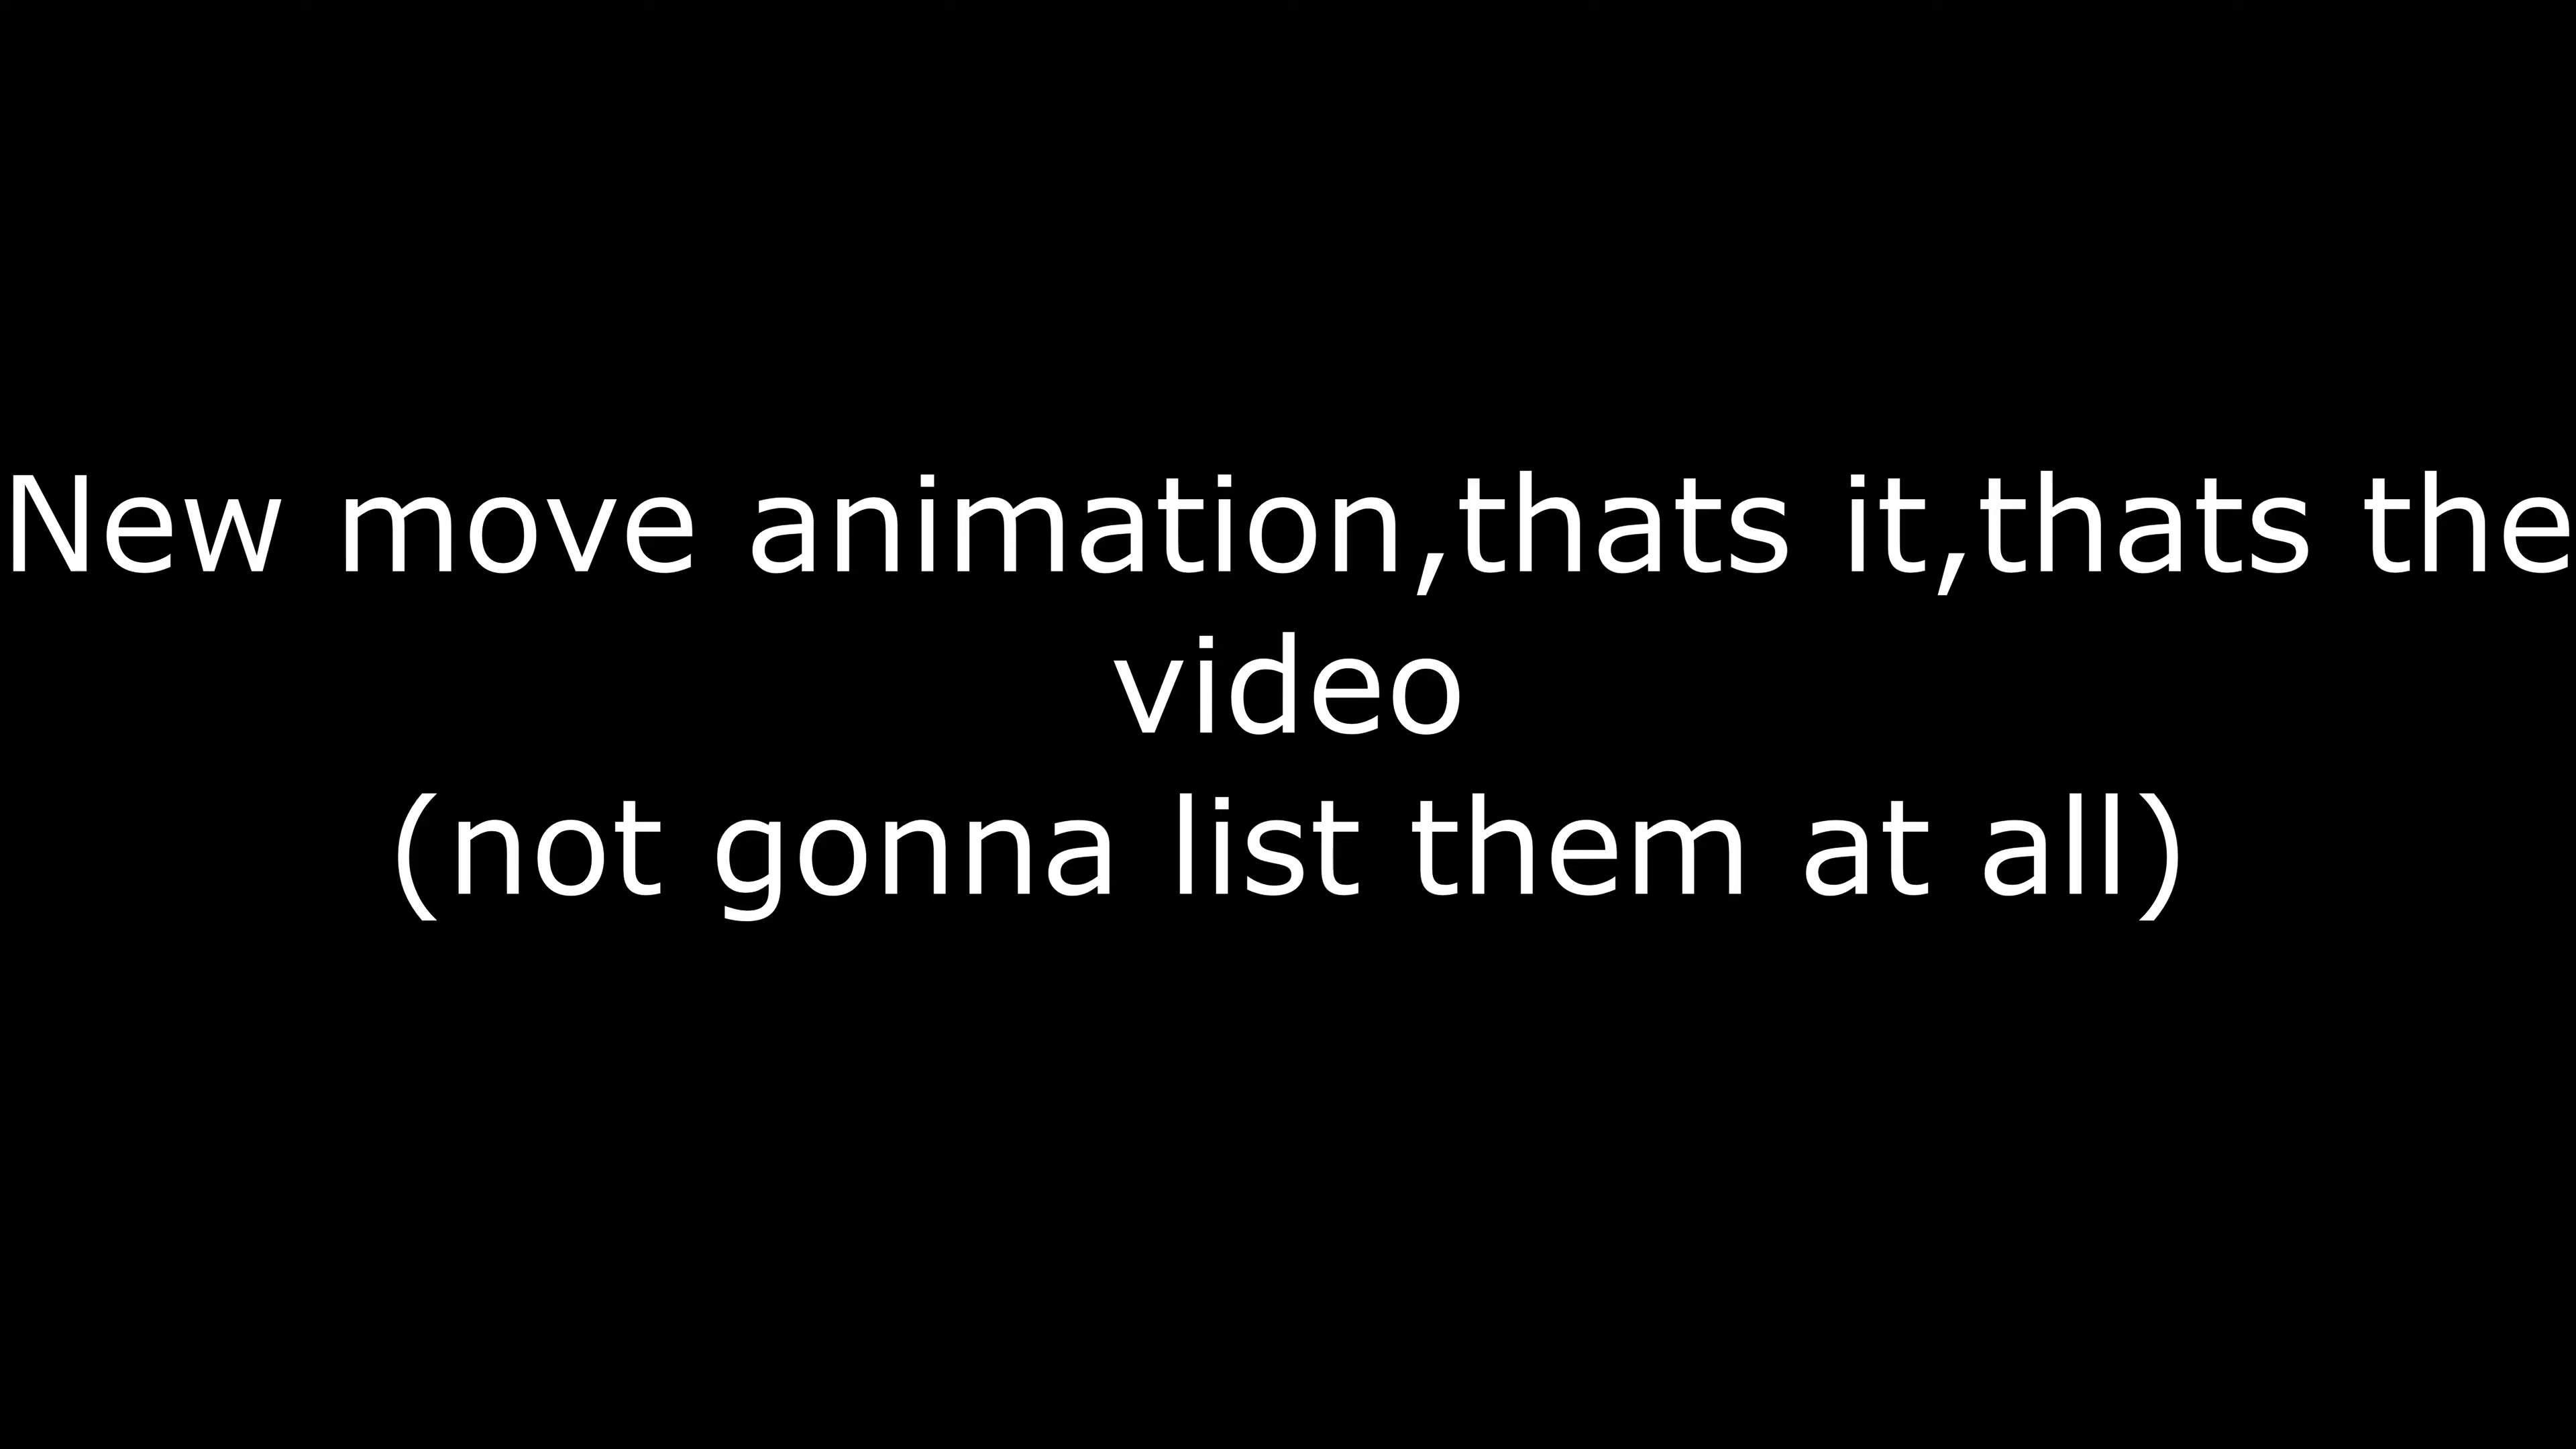 New move animation,thats it,thats the
video
(not gonna list them at all)